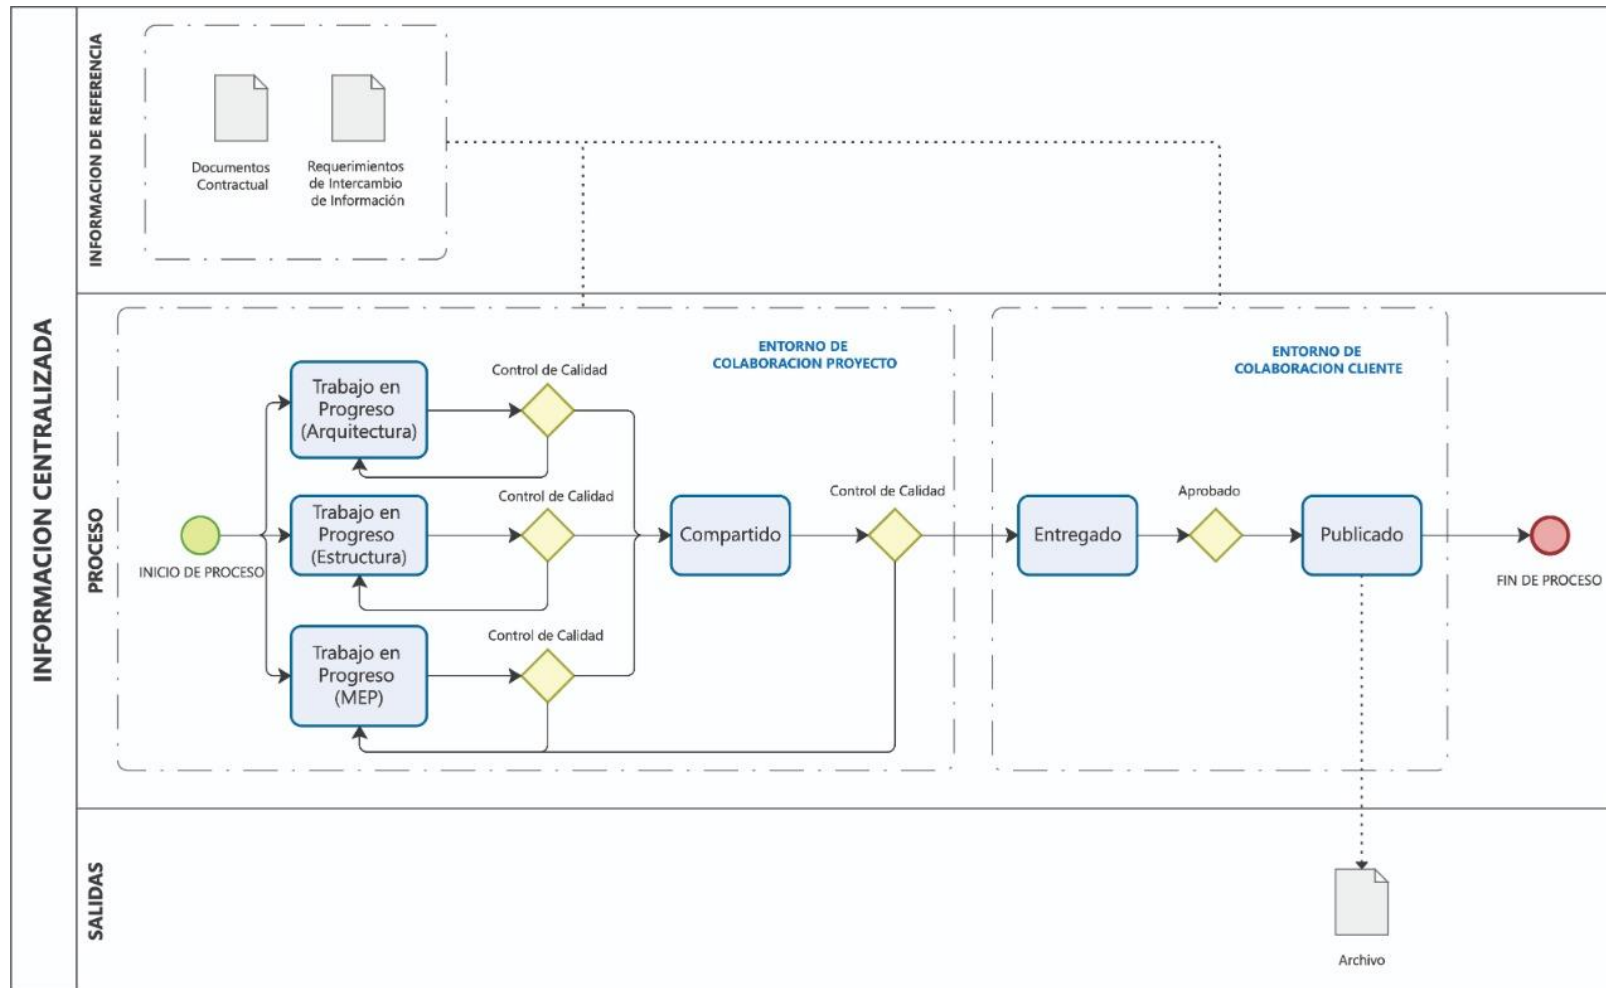 INFORMACION CENTRALIZADA
INFORMACION DE REFERENCIA
Documentos
Contractual
Requerimientos
de Intercambio
de Información
PROCESO
ENTORNO DE
COLABORACION PROYECTO
ENTORNO DE
COLABORACION CLIENTE
INICIO DE PROCESO
Trabajo en
Progreso
(Arquitectura)
Control de Calidad
Trabajo en
Progreso
(Estructura)
Control de Calidad
Trabajo en
Progreso
(MEP)
Control de Calidad
Compartido
Control de Calidad
Entregado
Aprobado
Publicado
FIN DE PROCESO
SALIDAS
Archivo